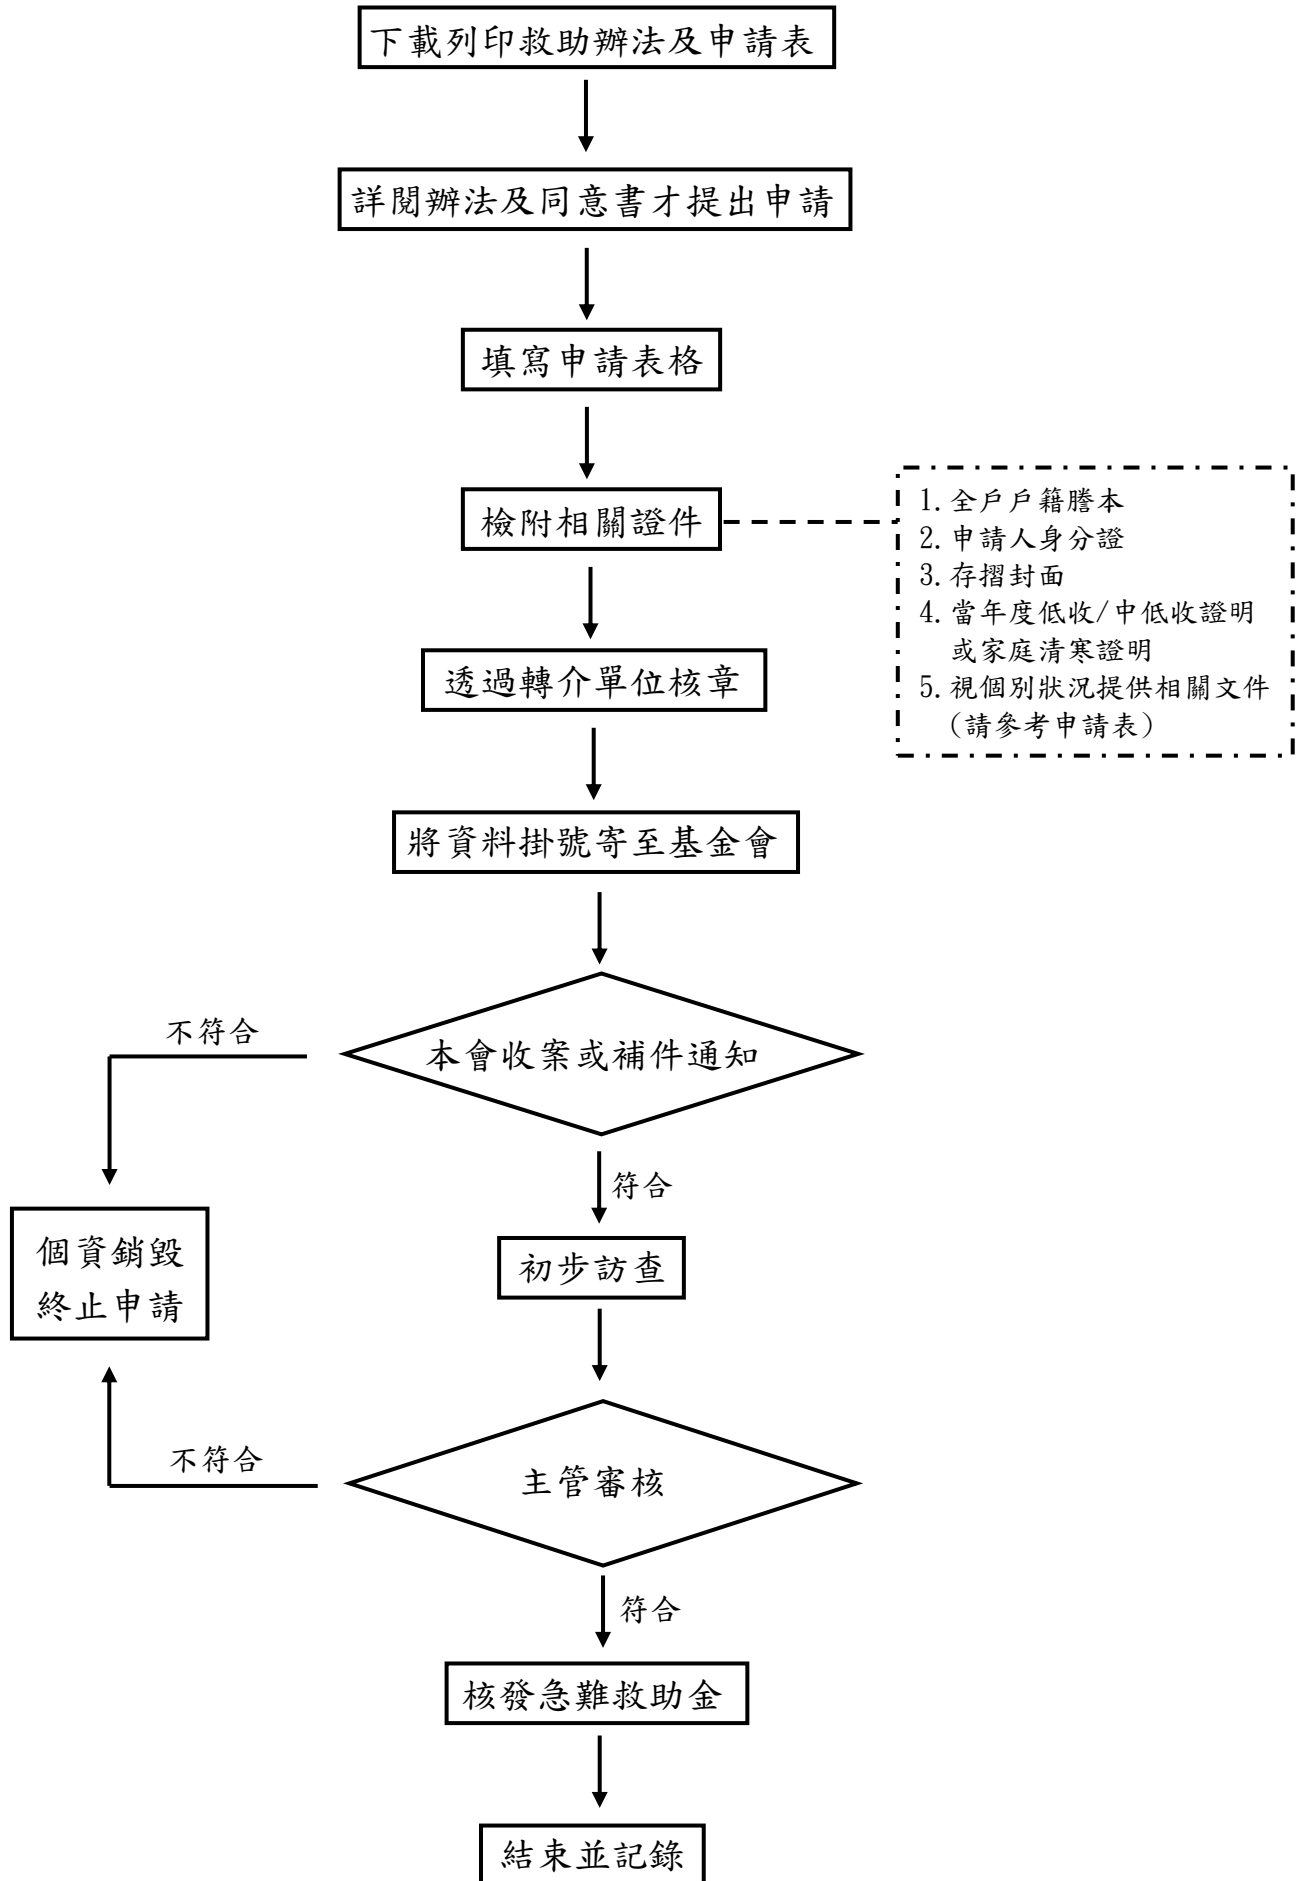 下載列印救助辦法及申請表
詳閱辦法及同意書才提出申請
填寫申請表格
檢附相關證件
1.全戶戶籍謄本
2.申請人身分證
3.存摺封面
4.當年度低收/中低收證明
或家庭清寒證明
5.視個別狀況提供相關文件
(請參考申請表)
透過轉介單位核章
將資料掛號寄至基金會
不符合
本會收案或補件通知
符合
個資銷毀
終止申請
初步訪查
不符合
主管審核
符合
核發急難救助金
結束並記錄